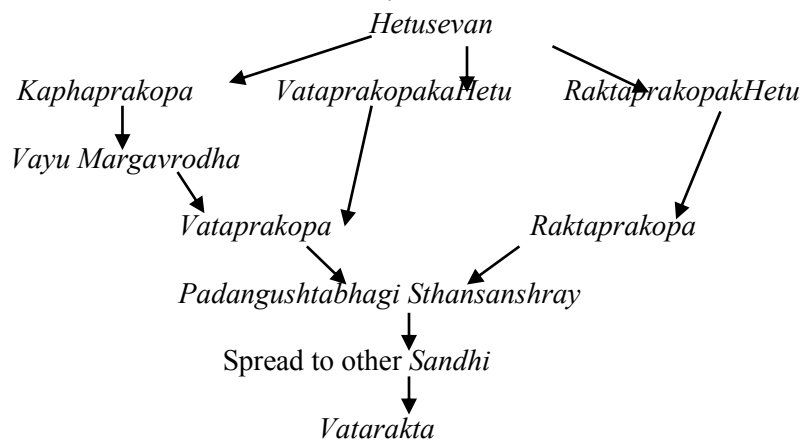 Hetusevan
Kaphaprakopa VataprakopakaHetu RaktaprakopakHetu
Vayu Margavrodha
Vataprakopa Raktaprakopa
Padangushtabhagi Sthansanshray
Spread to other Sandhi
Vatarakta